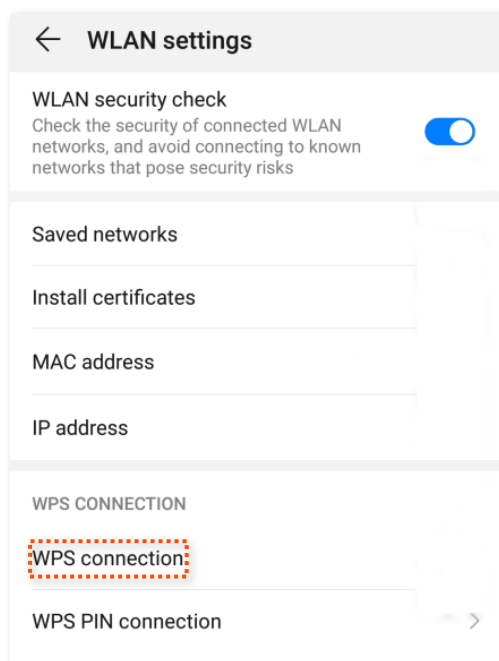 WLAN settings
WLAN security check
Check the security of connected WLAN
networks, and avoid connecting to known
networks that pose security risks
Saved networks
Install certificates
MAC address
IP address
WPS CONNECTION
WPS connection
WPS PIN connection